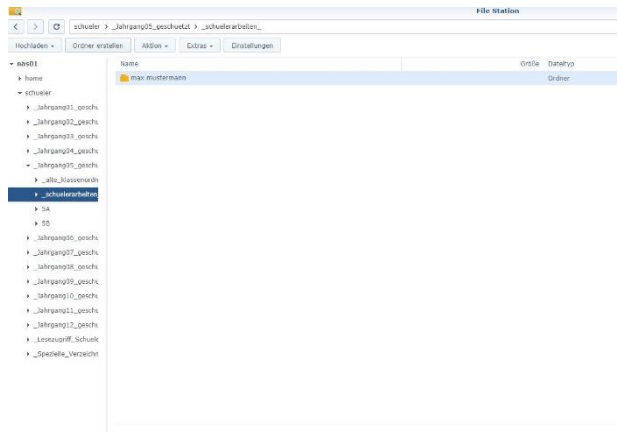 File Station
schueler > _Jahrgang05_geschuetzt > _schuelerarbeiten_
Hochladen Ordner erstellen Aktion Extras Einstellungen
nas01
home
schueler
_Jahrgang01_geschu
_Jahrgang02_geschu
_Jahrgang03_geschu
_Jahrgang04_geschu
_Jahrgang05_geschu
_alte_klassenordn
_schuelerarbeiten_
5A
5B
_Jahrgang06_geschu
_Jahrgang07_geschu
_Jahrgang08_geschu
_Jahrgang09_geschu
_Jahrgang10_geschu
_Jahrgang11_geschu
_Jahrgang12_geschu
_Lesezugriff_Schuele
_Spezielle_Verzeichn
Name Größe Dateityp
max mustermann Ordner